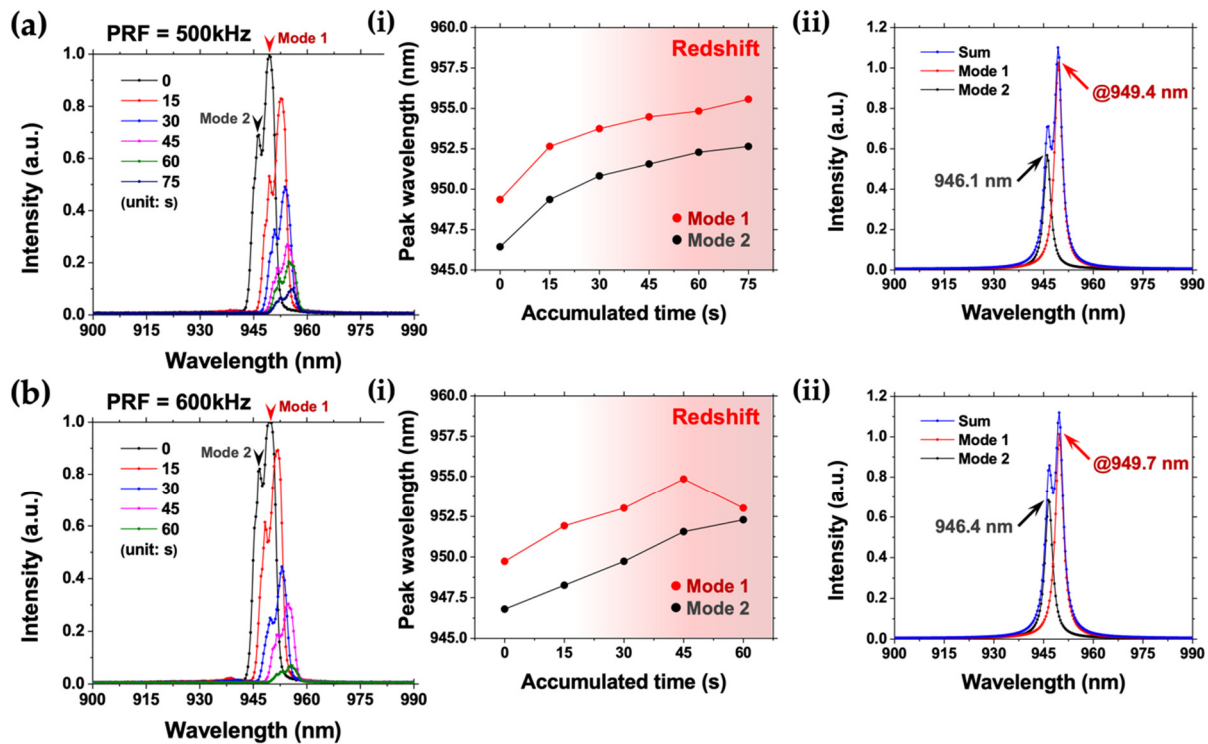 (a)
PRF = 500kHz
Mode 1
Mode 2
0
15
30
45
60
75
(unit: s)
Intensity (a.u.)
1.0
0.8
0.6
0.4
0.2
0.0
900 915 930 945 960 975 990
Wavelength (nm)
(i)
Redshift
Peak wavelength (nm)
960.0
957.5
955.0
952.5
950.0
947.5
945.0
Mode 1
Mode 2
0 15 30 45 60 75
Accumulated time (s)
(ii)
Sum
Mode 1
Mode 2
@949.4 nm
946.1 nm
Intensity (a.u.)
1.2
1.0
0.8
0.6
0.4
0.2
0.0
900 915 930 945 960 975 990
Wavelength (nm)
(b)
PRF = 600kHz
Mode 1
Mode 2
0
15
30
45
60
(unit: s)
Intensity (a.u.)
1.0
0.8
0.6
0.4
0.2
0.0
900 915 930 945 960 975 990
Wavelength (nm)
(i)
Redshift
Peak wavelength (nm)
960.0
957.5
955.0
952.5
950.0
947.5
945.0
Mode 1
Mode 2
0 15 30 45 60
Accumulated time (s)
(ii)
Sum
Mode 1
Mode 2
@949.7 nm
946.4 nm
Intensity (a.u.)
1.2
1.0
0.8
0.6
0.4
0.2
0.0
900 915 930 945 960 975 990
Wavelength (nm)